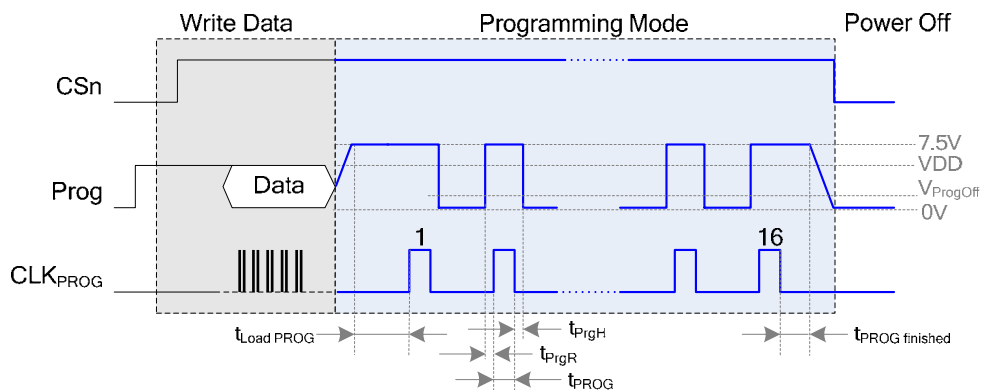 Write Data Programming Mode Power Off
CSn
7.5V
VDD
Prog Data VProgOff
0V
1 16
CLKPROG
tLoad PROG tPrgH tPROG finished
tPrgR
tPROG